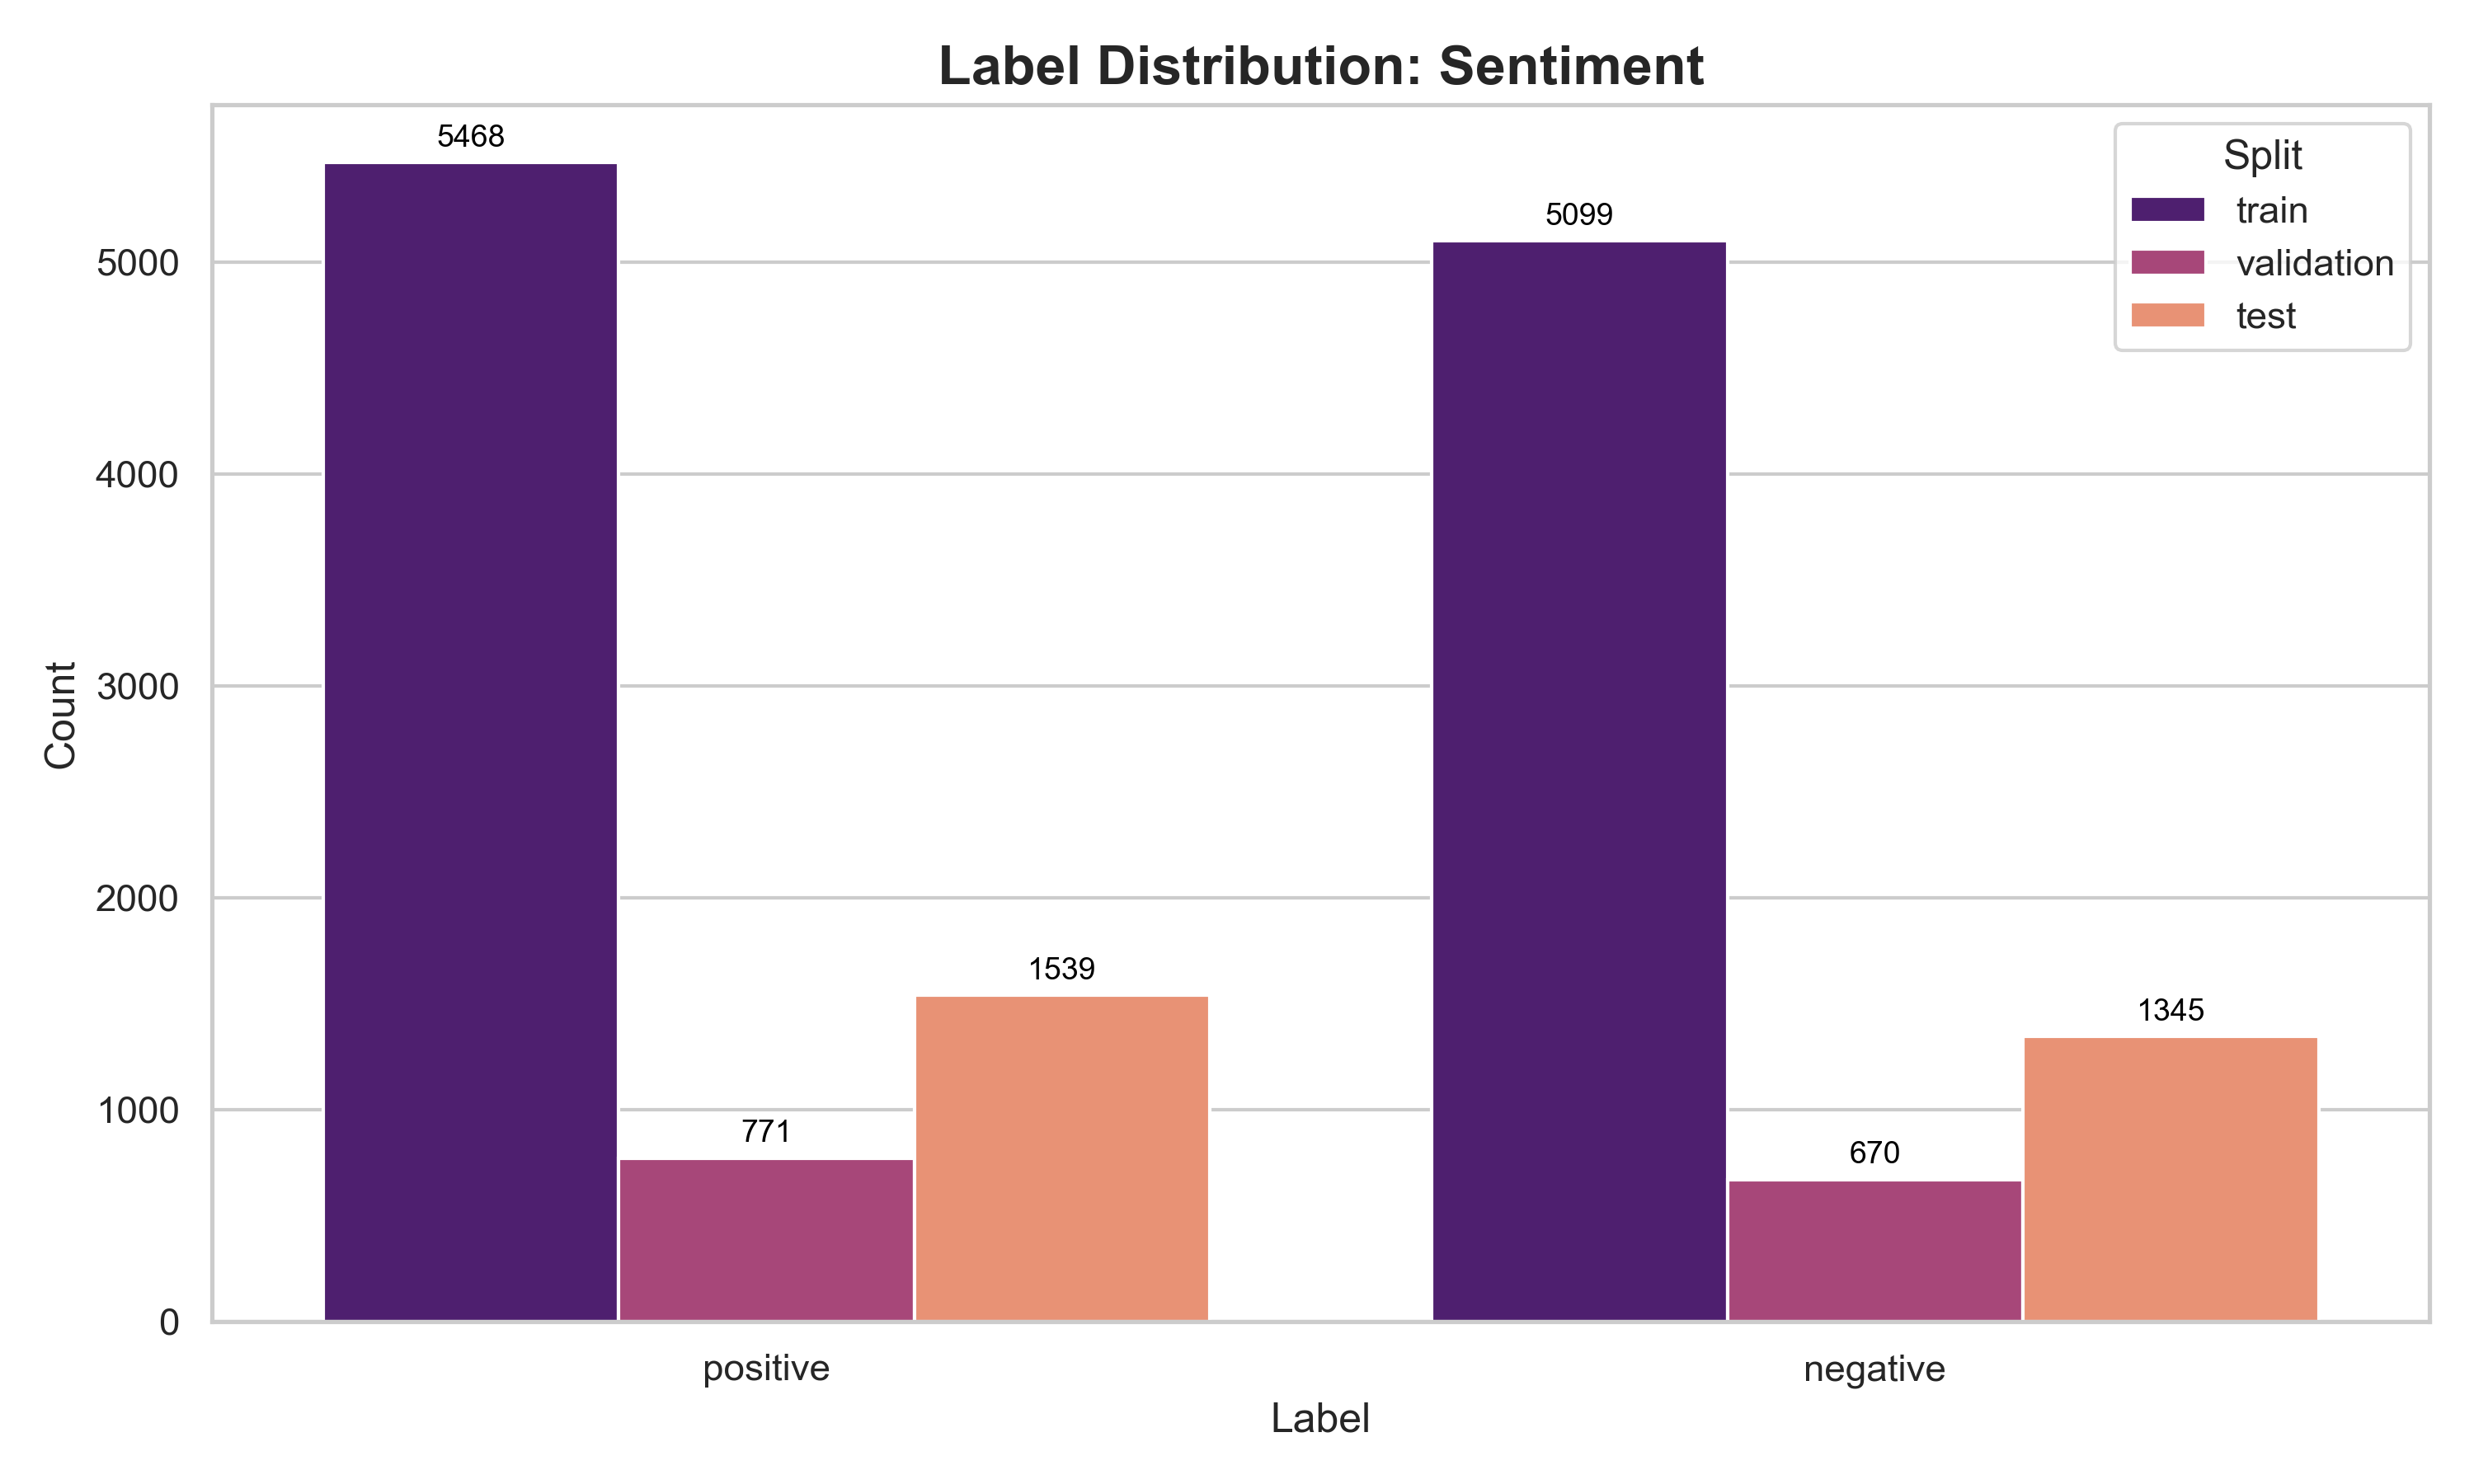 Label Distribution: Sentiment
5468
5099
Split
train
validation
test
5000
4000
3000
2000
1000
0
Count
1539
1345
771
670
positive
negative
Label